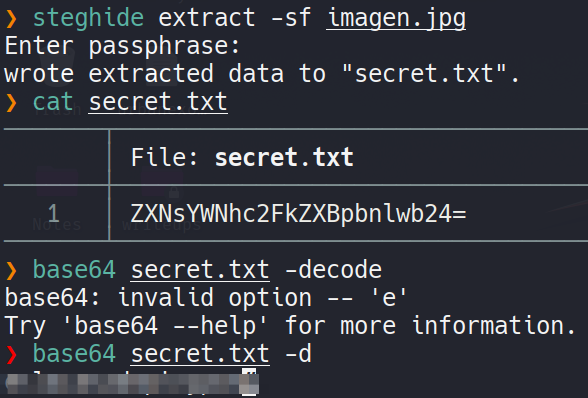 ❯ steghide extract -sf imagen.jpg
Enter passphrase:
wrote extracted data to "secret.txt".
❯ cat secret.txt
File: secret.txt
1 ZXNsYWNhc2FkZXBpbnlwb24=
❯ base64 secret.txt -decode
base64: invalid option -- 'e'
Try 'base64 --help' for more information.
❯ base64 secret.txt -d